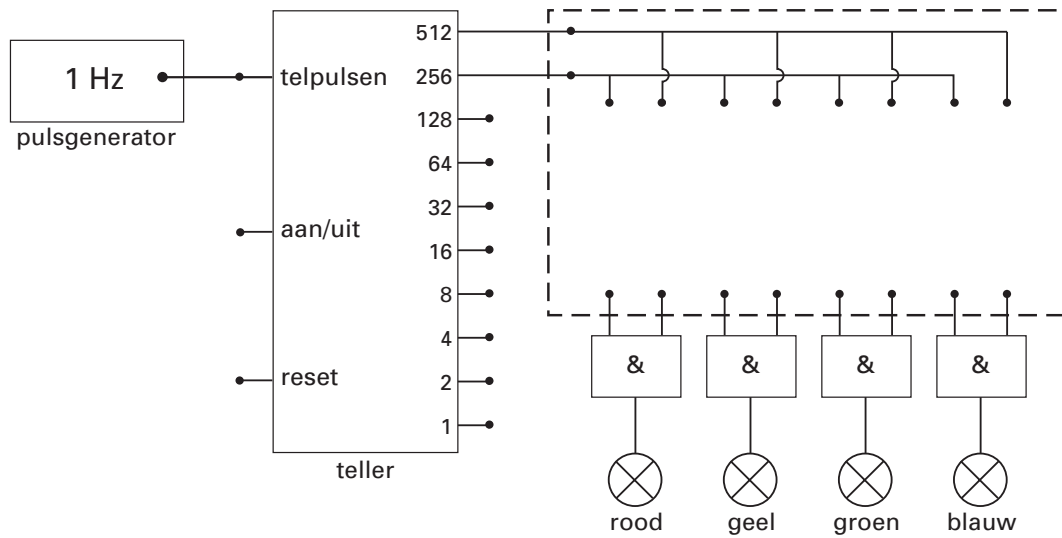 1 Hz
pulsgenerator
telpulsen
aan/uit
reset
512
256
128
64
32
16
8
4
2
1
teller
& & & &
rood geel groen blauw